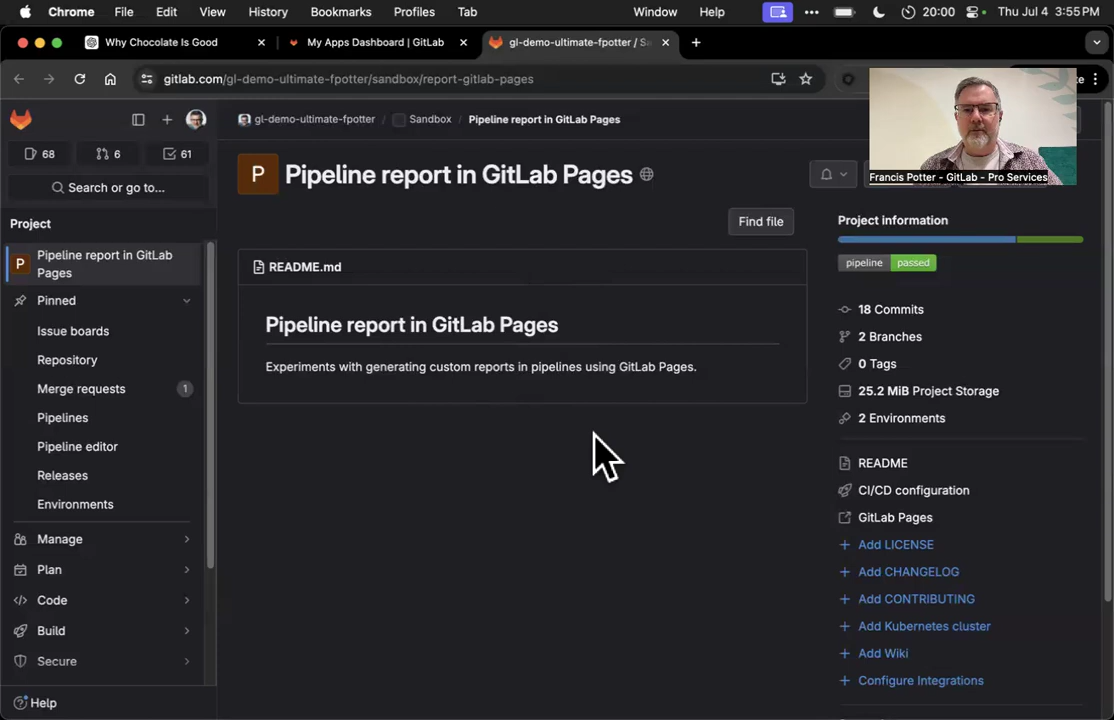 Chrome File Edit View History Bookmarks Profiles Tab Window Help 20:00 Thu Jul 4 3:55 PM
Why Chocolate Is Good
My Apps Dashboard | GitLab
gl-demo-ultimate-fpotter / Sa
gitlab.com/gl-demo-ultimate-fpotter/sandbox/report-gitlab-pages
68 6 61
Search or go to...
Project
P Pipeline report in GitLab
Pages
Pinned
Issue boards
Repository
Merge requests 1
Pipelines
Pipeline editor
Releases
Environments
Manage
Plan
Code
Build
Secure
Help
gl-demo-ultimate-fpotter / Sandbox / Pipeline report in GitLab Pages
P Pipeline report in GitLab Pages
Find file
README.md
Pipeline report in GitLab Pages
Experiments with generating custom reports in pipelines using GitLab Pages.
Francis Potter - GitLab - Pro Services
Project information
pipeline passed
18 Commits
2 Branches
0 Tags
25.2 MiB Project Storage
2 Environments
README
CI/CD configuration
GitLab Pages
Add LICENSE
Add CHANGELOG
Add CONTRIBUTING
Add Kubernetes cluster
Add Wiki
Configure Integrations